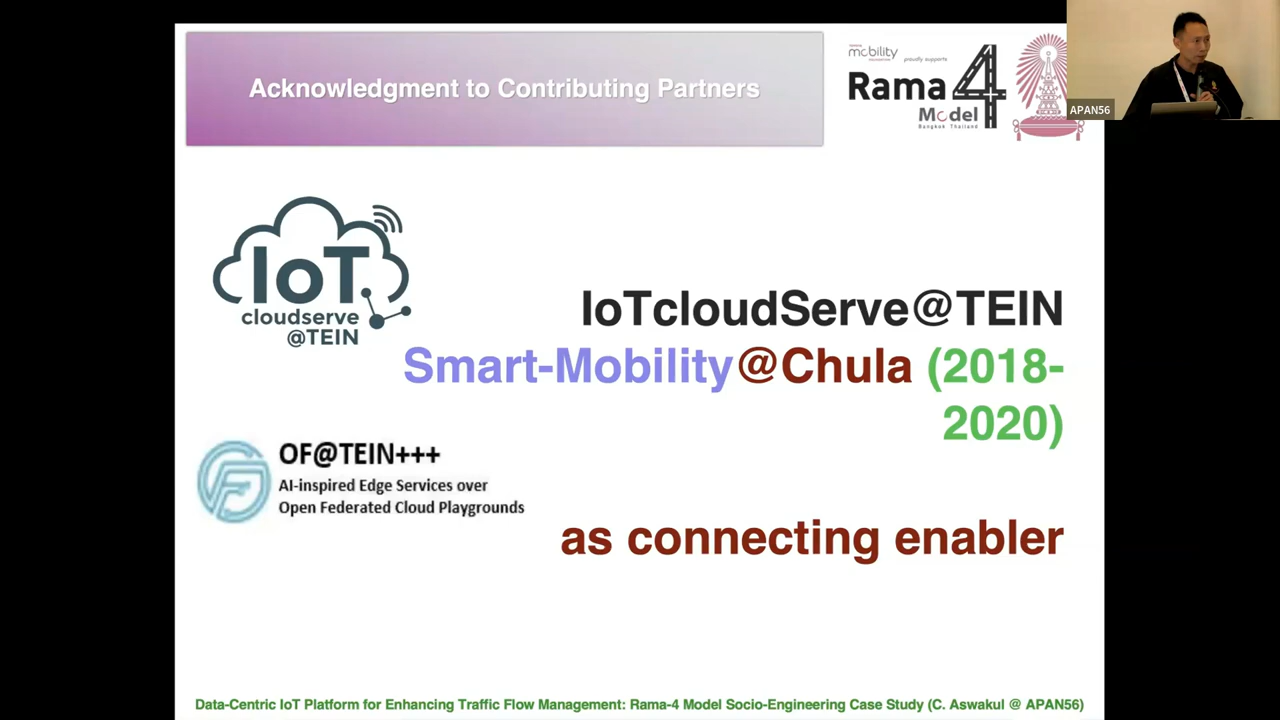 Acknowledgment to Contributing Partners
mobility
proudly supports
Rama 4
Model
Bangkok Thailand
APAN56
IoT
cloudserve
@TEIN
IoTcloudServe@TEIN
Smart-Mobility@Chula (2018-
2020)
OF@TEIN+++
AI-inspired Edge Services over
Open Federated Cloud Playgrounds
as connecting enabler
Data-Centric IoT Platform for Enhancing Traffic Flow Management: Rama-4 Model Socio-Engineering Case Study (C. Aswakul @ APAN56)